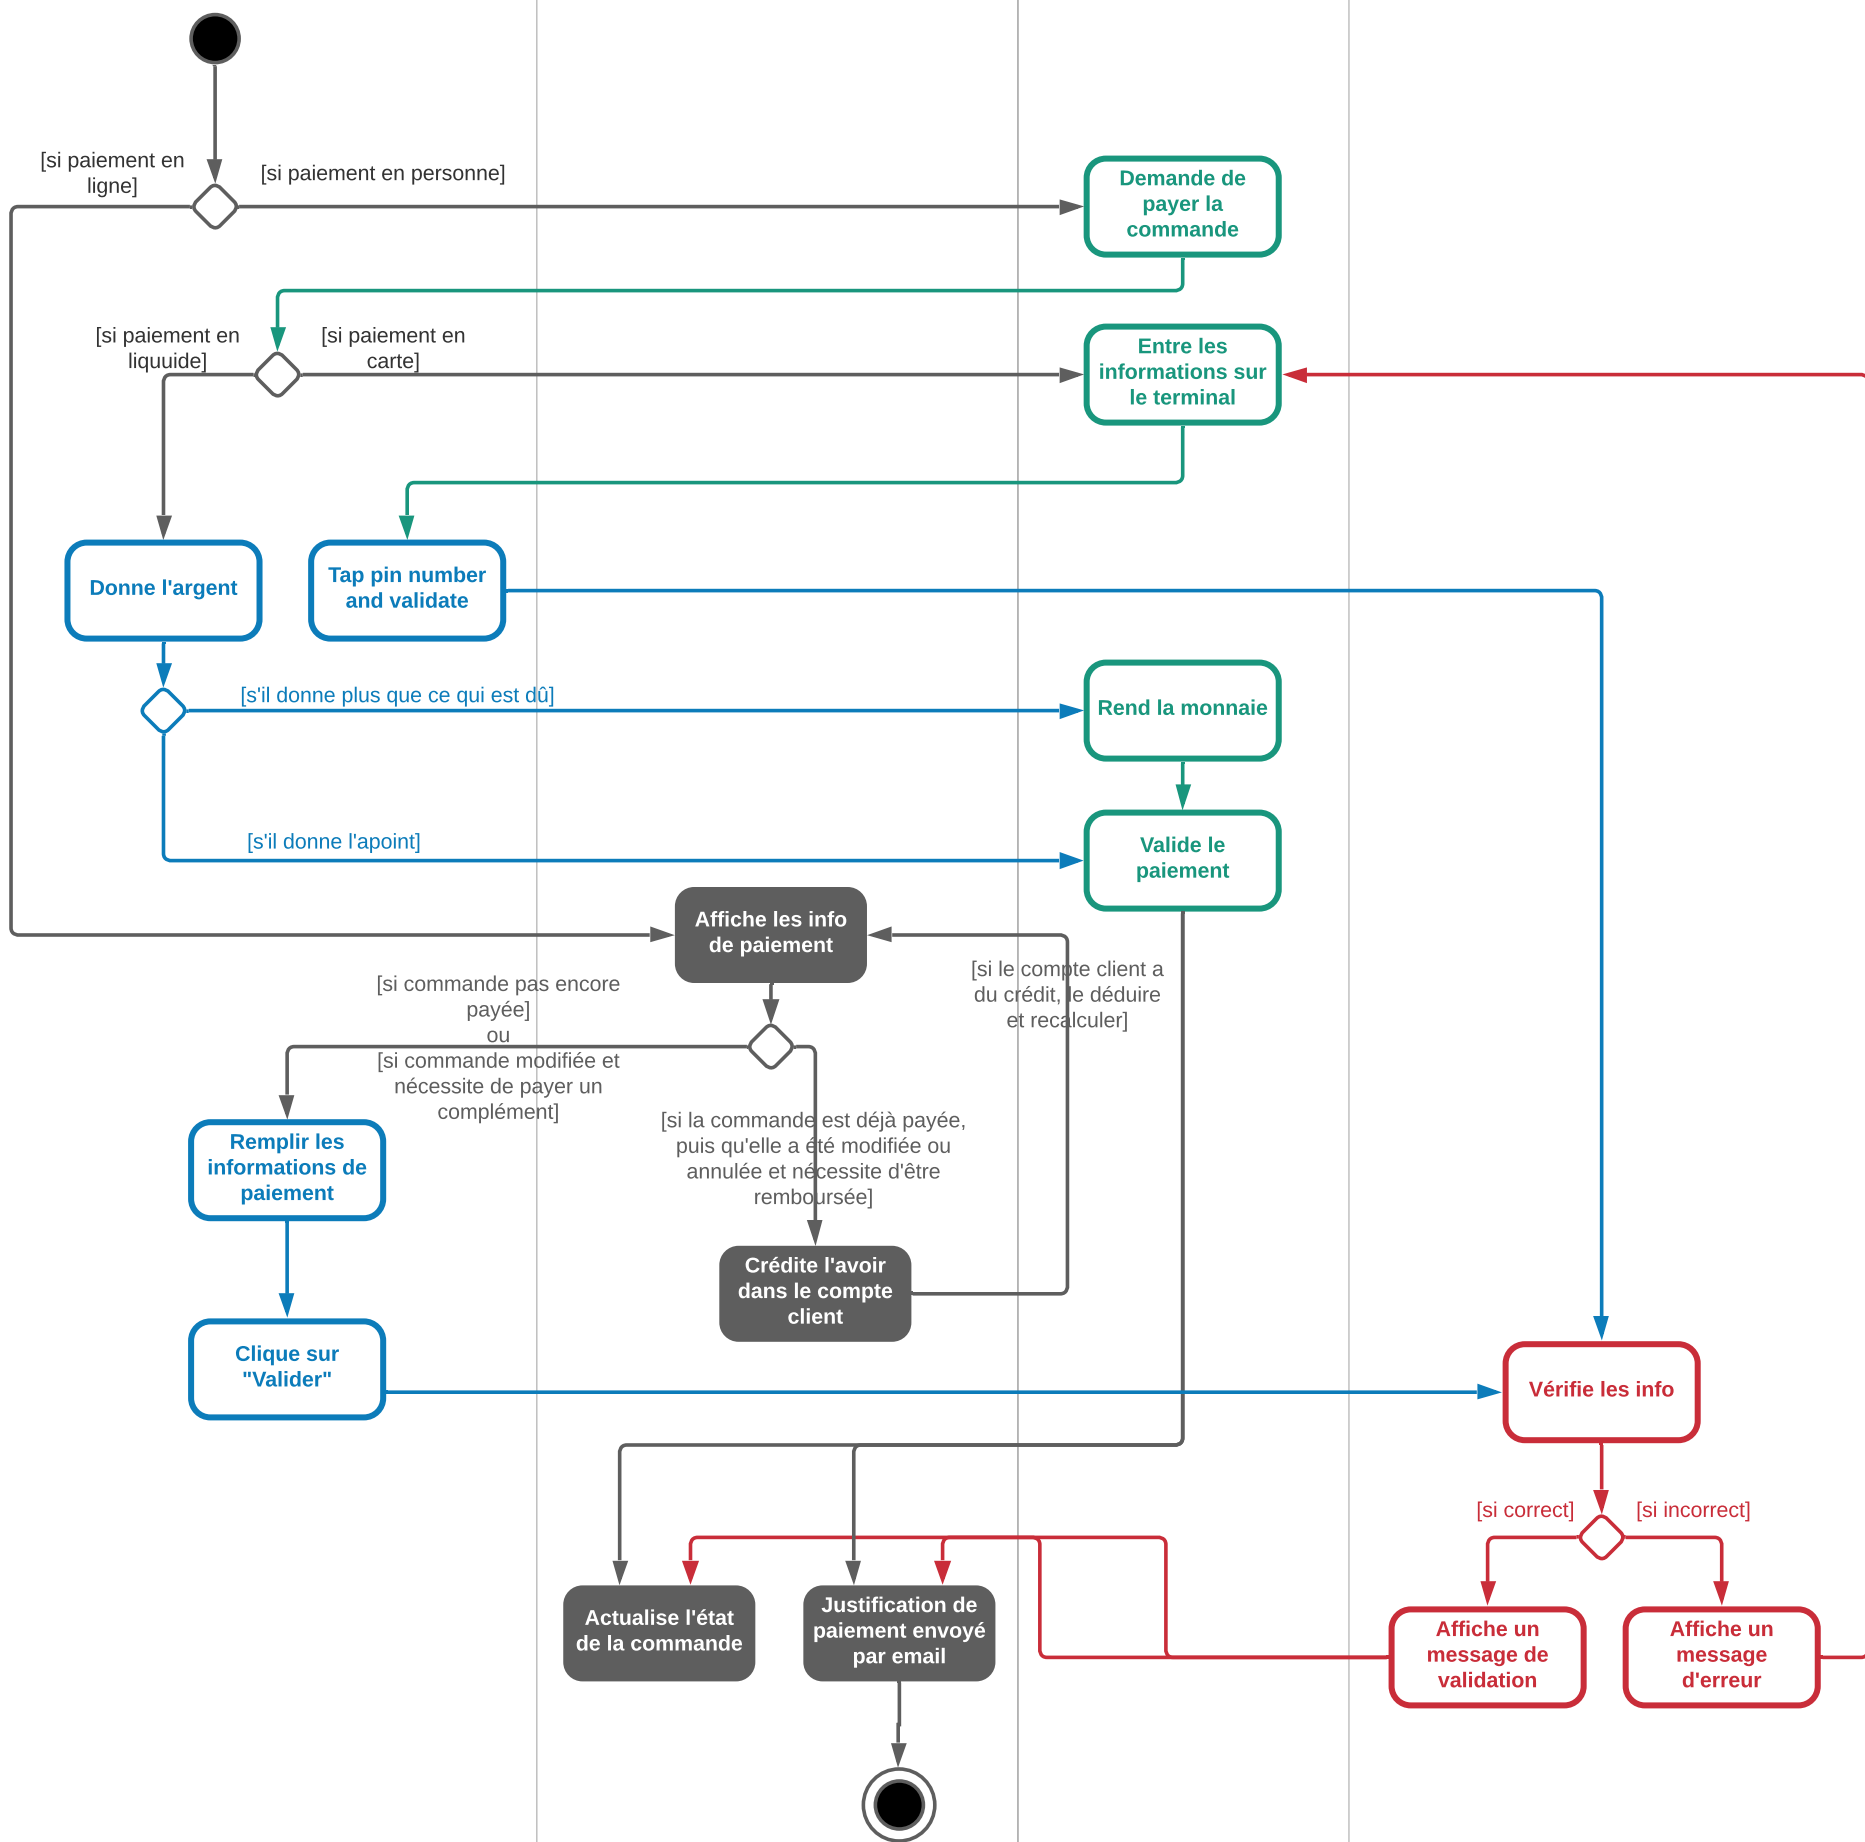 [si paiement en
ligne]
[si paiement en personne]
Demande de
payer la
commande
[si paiement en
liquuide]
[si paiement en
carte]
Entre les
informations sur
le terminal
Donne l'argent
Tap pin number
and validate
[s'il donne plus que ce qui est dû]
Rend la monnaie
[s'il donne l'apoint]
Valide le
paiement
Affiche les info
de paiement
[si le compte client a
du crédit, le déduire
et recalculer]
[si commande pas encore
payée]
ou
[si commande modifiée et
nécessite de payer un
complément]
[si la commande est déjà payée,
puis qu'elle a été modifiée ou
annulée et nécessite d'être
remboursée]
Remplir les
informations de
paiement
Crédite l'avoir
dans le compte
client
Clique sur
"Valider"
Vérifie les info
[si correct]
[si incorrect]
Actualise l'état
de la commande
Justification de
paiement envoyé
par email
Affiche un
message de
validation
Affiche un
message
d'erreur